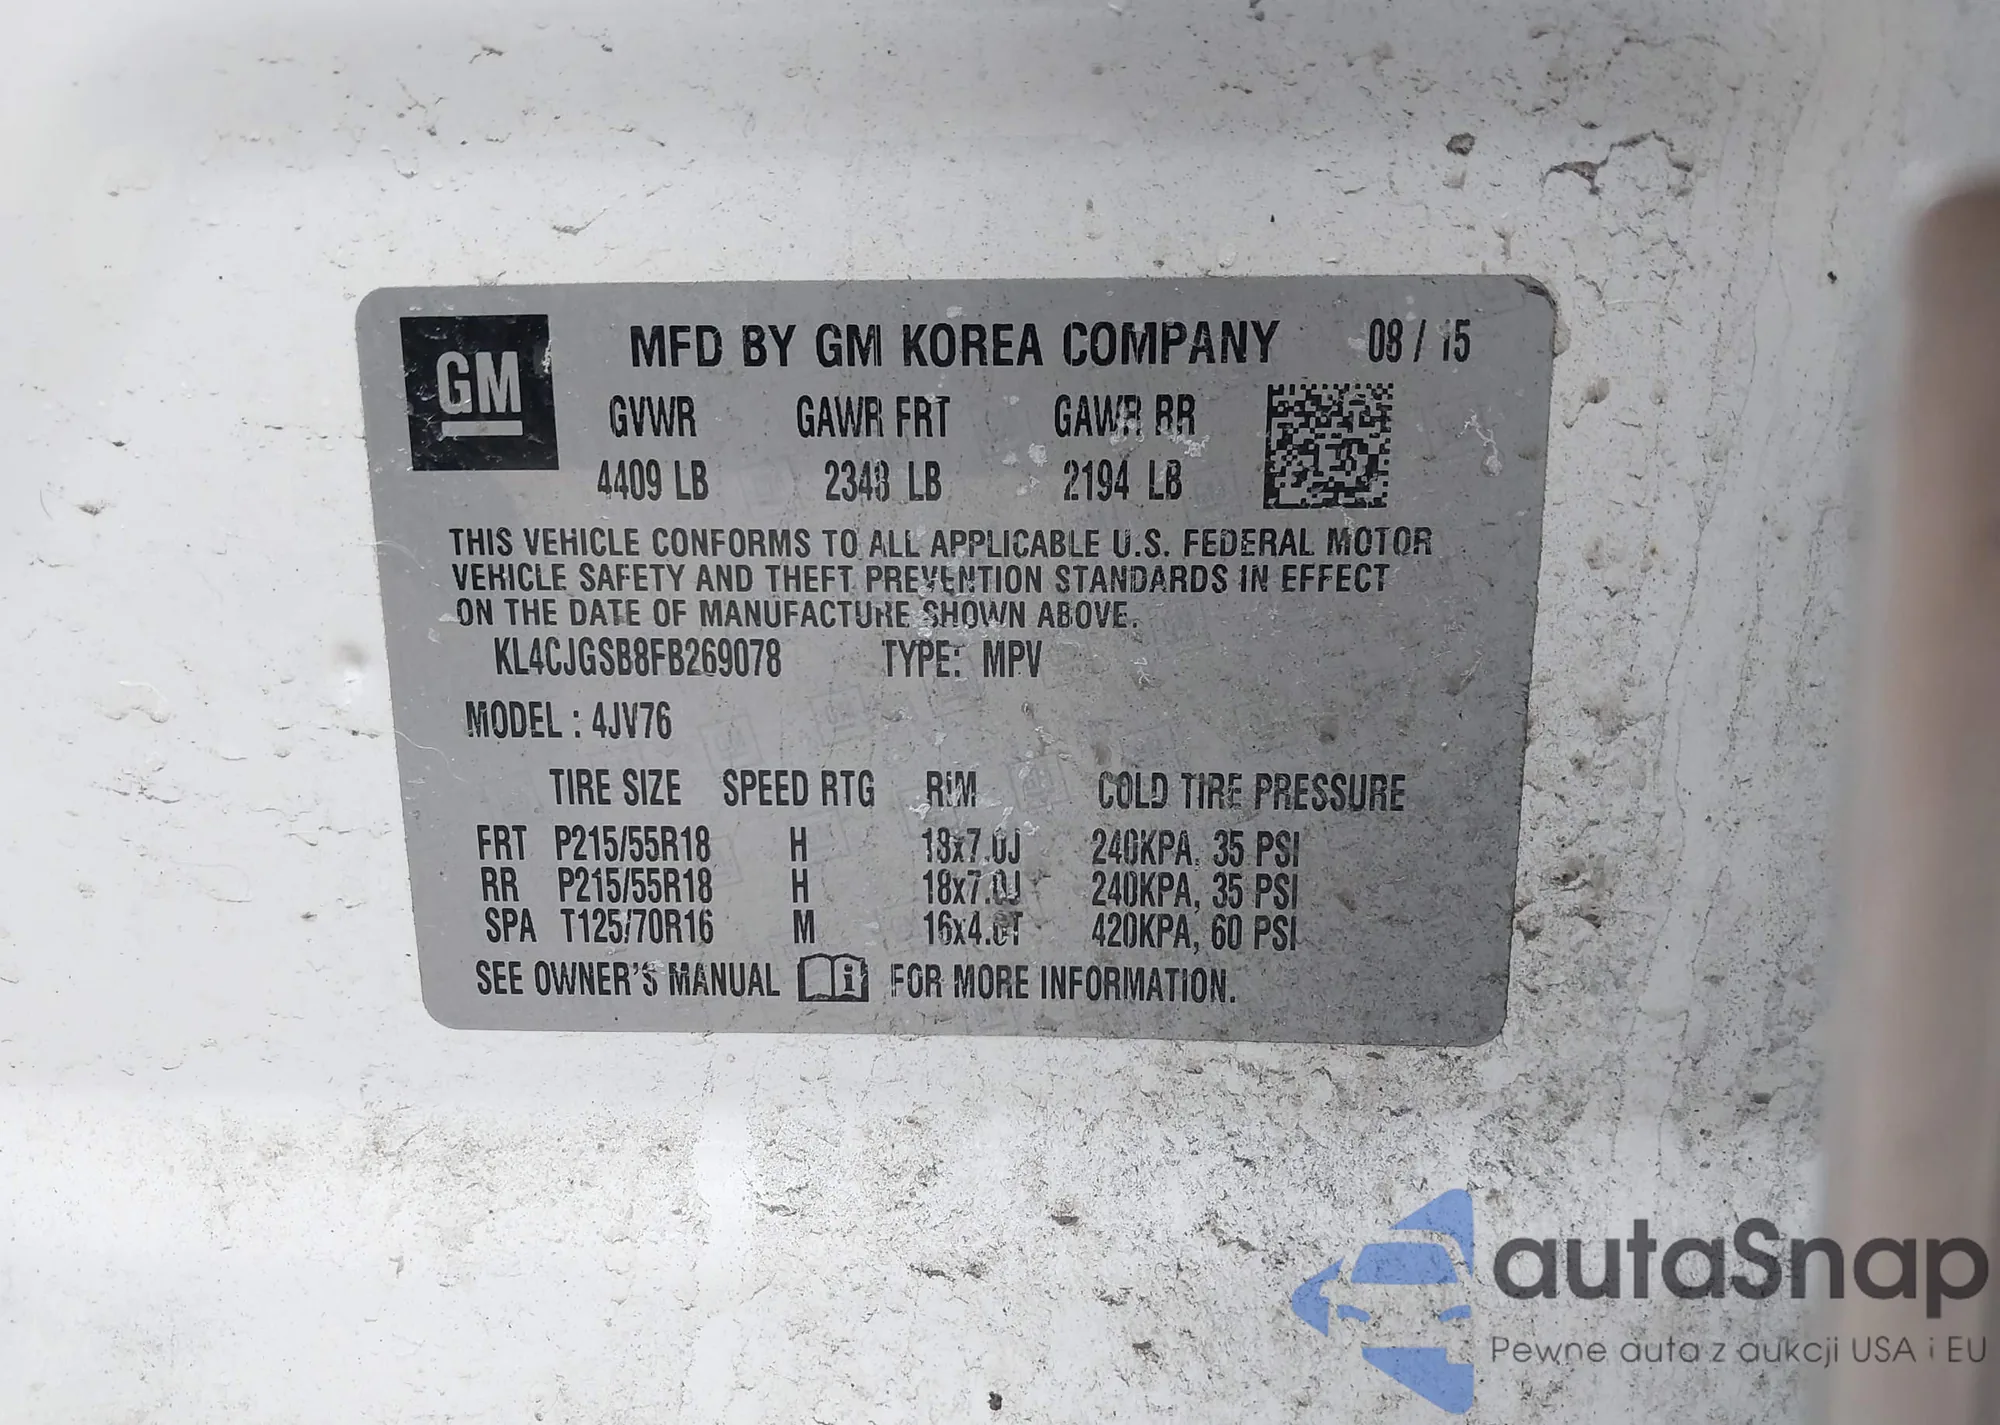 GM MFD BY GM KOREA COMPANY 08 / 15
GVWR GAWR FRT GAWR RR
4409 LB 2348 LB 2194 LB
THIS VEHICLE CONFORMS TO ALL APPLICABLE U.S. FEDERAL MOTOR
VEHICLE SAFETY AND THEFT PREVENTION STANDARDS IN EFFECT
ON THE DATE OF MANUFACTURE SHOWN ABOVE.
KL4CJGSB8FB269078 TYPE: MPV
MODEL : 4JV76
TIRE SIZE SPEED RTG RIM COLD TIRE PRESSURE
FRT P215/55R18 H 18x7.0J 240KPA, 35 PSI
RR P215/55R18 H 18x7.0J 240KPA, 35 PSI
SPA T125/70R16 M 16x4.0T 420KPA, 60 PSI
SEE OWNER'S MANUAL i FOR MORE INFORMATION.
autaSnap
Pewne auta z aukcji USA i EU